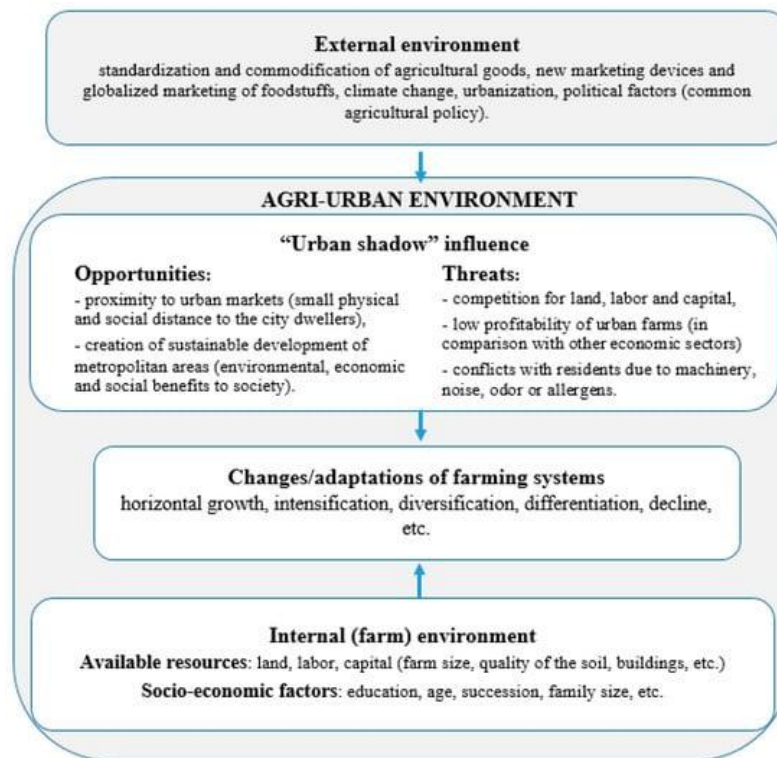 External environment
standardization and commodification of agricultural goods, new marketing devices and
globalized marketing of foodstuffs, climate change, urbanization, political factors (common
agricultural policy).
AGRI-URBAN ENVIRONMENT
“Urban shadow” influence
Opportunities:
- proximity to urban markets (small physical
and social distance to the city dwellers),
- creation of sustainable development of
metropolitan areas (environmental, economic
and social benefits to society).
Threats:
- competition for land, labor and capital,
- low profitability of urban farms (in
comparison with other economic sectors)
- conflicts with residents due to machinery,
noise, odor or allergens.
Changes/adaptations of farming systems
horizontal growth, intensification, diversification, differentiation, decline,
etc.
Internal (farm) environment
Available resources: land, labor, capital (farm size, quality of the soil, buildings, etc.)
Socio-economic factors: education, age, succession, family size, etc.